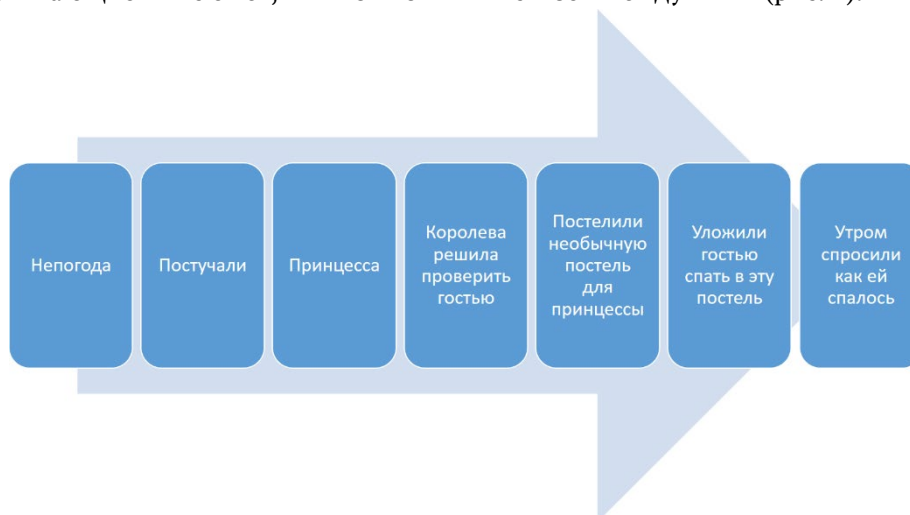 Непогода
Постучали
Принцесса
Королева
решила
проверить
гостью
Постелили
необычную
постель
для
принцессы
Уложили
гостью
спать в эту
постель
Утром
спросили
как ей
спалось